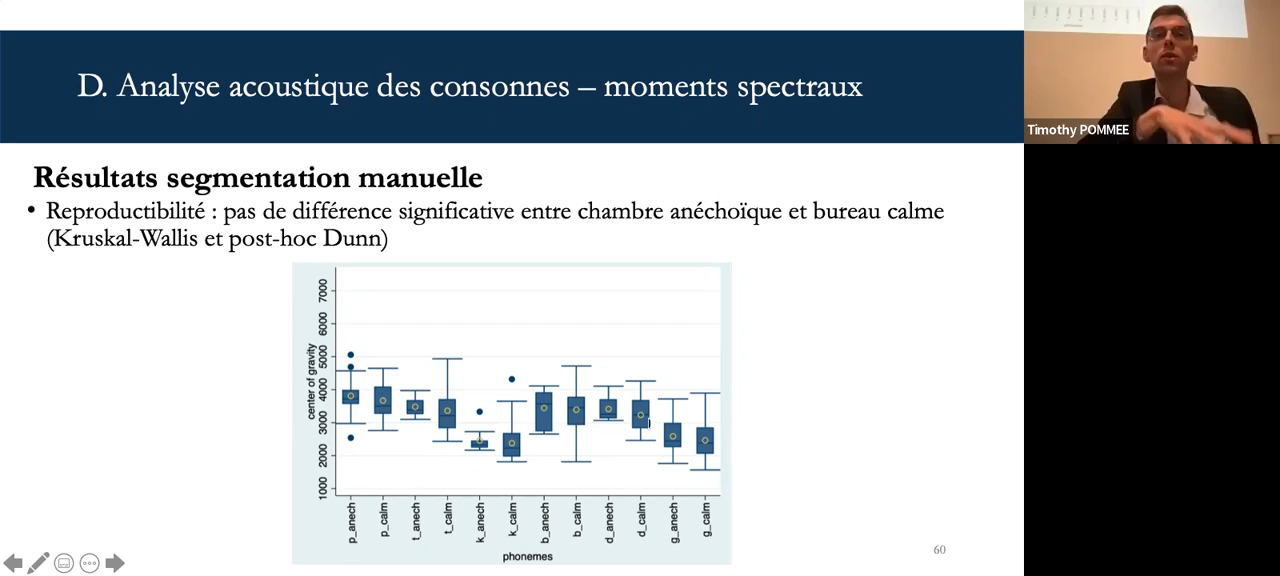 D. Analyse acoustique des consonnes – moments spectraux
Timothy POMMEE
Résultats segmentation manuelle
• Reproductibilité : pas de différence significative entre chambre anéchoïque et bureau calme
(Kruskal-Wallis et post-hoc Dunn)
center of gravity
7000
6000
5000
4000
3000
2000
1000
p_anech
p_calm
t_anech
t_calm
k_anech
k_calm
b_anech
b_calm
d_anech
d_calm
g_anech
g_calm
phonemes
60